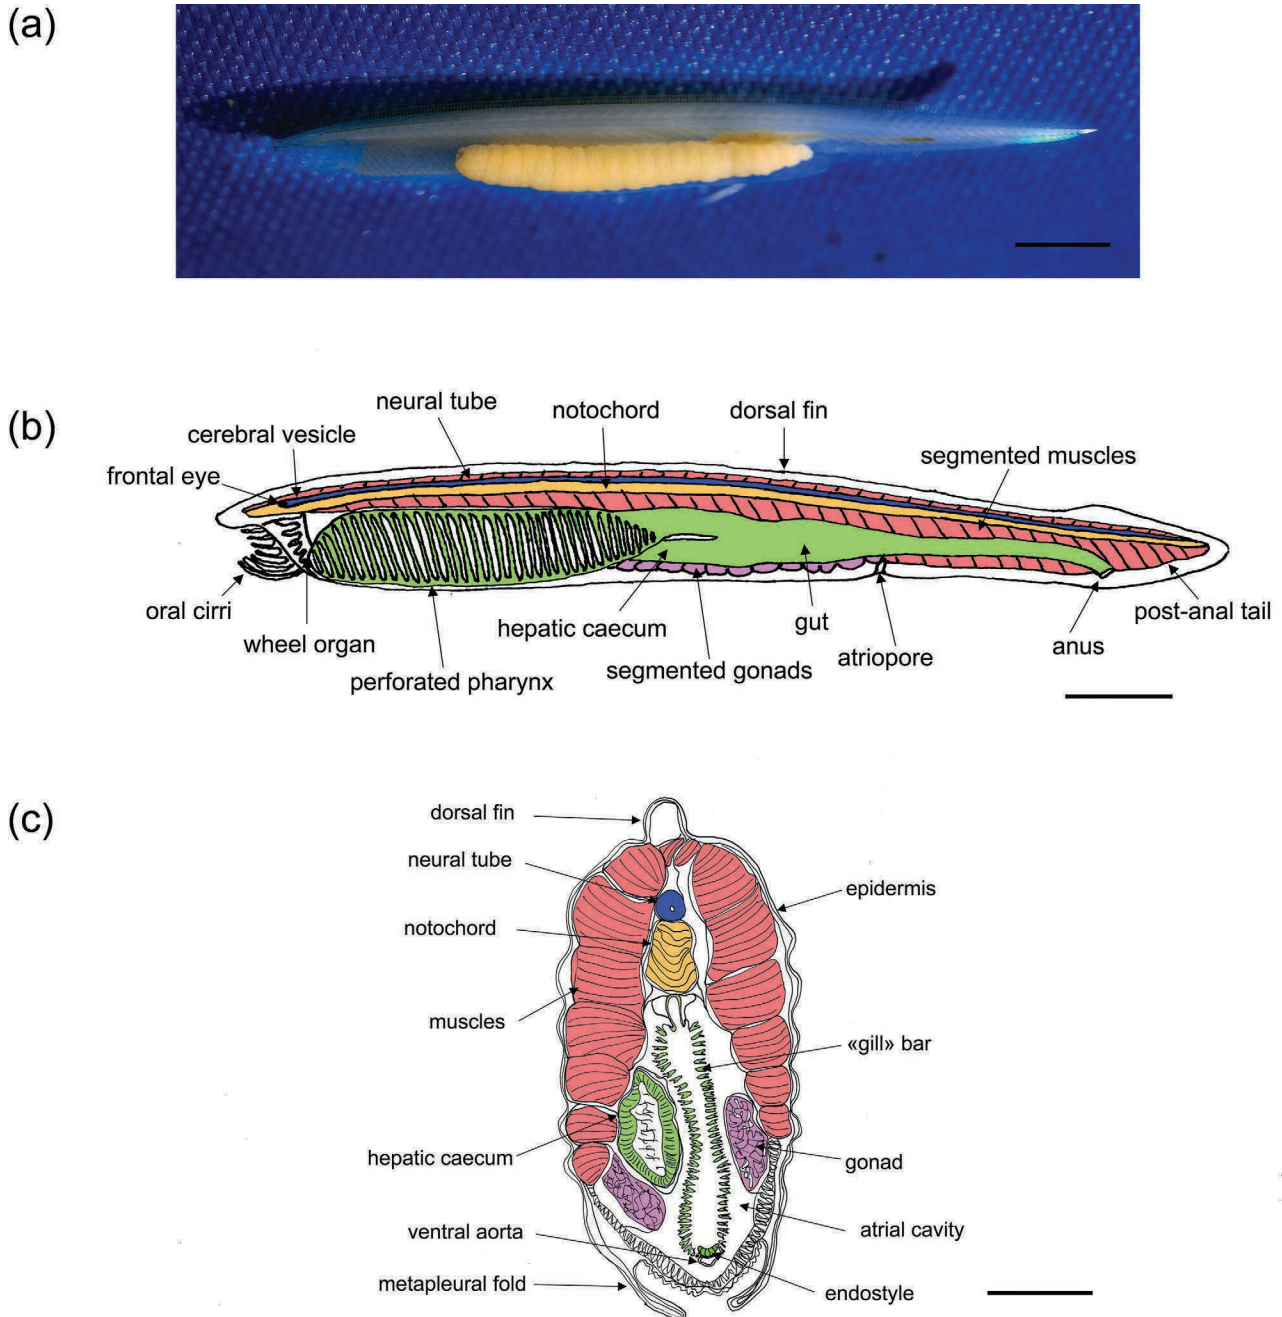 (a)
(b)
neural tube
notochord
dorsal fin
cerebral vesicle
segmented muscles
frontal eye
oral cirri
wheel organ
perforated pharynx
hepatic caecum
segmented gonads
gut
atriopore
anus
post-anal tail
(c)
dorsal fin
neural tube
epidermis
notochord
muscles
«gill» bar
hepatic caecum
gonad
ventral aorta
atrial cavity
metapleural fold
endostyle